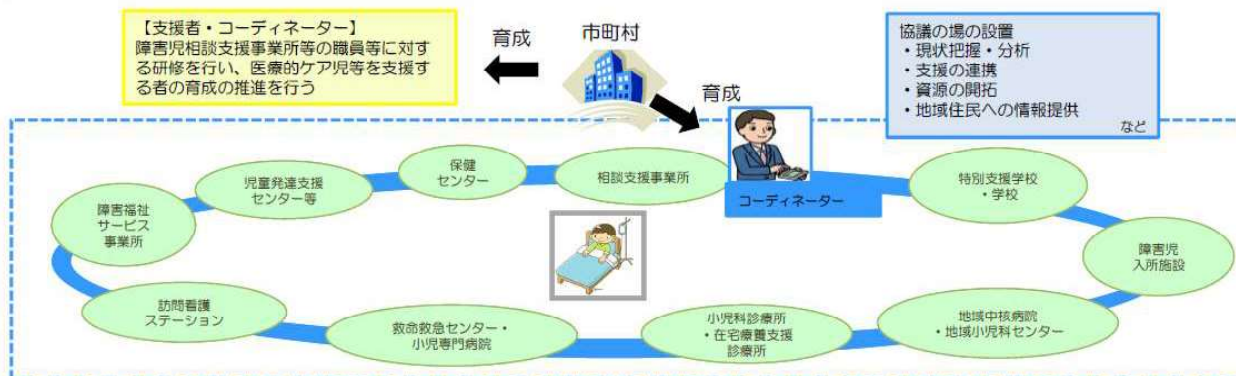 【支援者・コーディネーター】
障害児相談支援事業所等の職員等に対す
る研修を行い、医療的ケア児等を支援す
る者の育成の推進を行う
育成
市町村
育成
協議の場の設置
・現状把握・分析
・支援の連携
・資源の開拓
・地域住民への情報提供
など
保健
センター
相談支援事業所
コーディネーター
特別支援学校
・学校
児童発達支援
センター等
障害福祉
サービス
事業所
障害児
入所施設
訪問看護
ステーション
救命救急センター・
小児専門病院
小児科診療所
・在宅療養支援
診療所
地域中核病院
・地域小児科センター